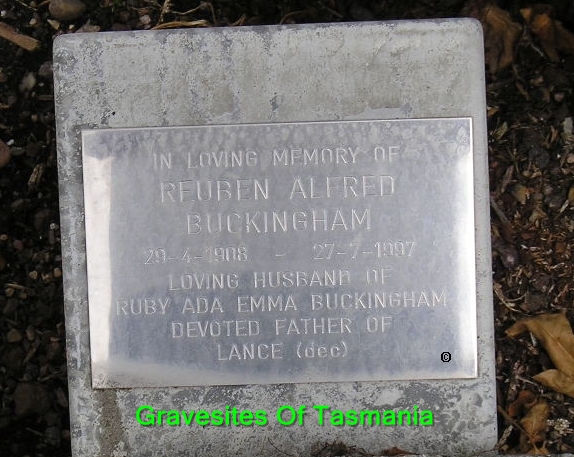 IN LOVING MEMORY OF
REUBEN ALFRED
BUCKINGHAM
29-4-1908 - 27-7-1997
LOVING HUSBAND OF
RUBY ADA EMMA BUCKINGHAM
DEVOTED FATHER OF
LANCE (dec)
©
Gravesites Of Tasmania